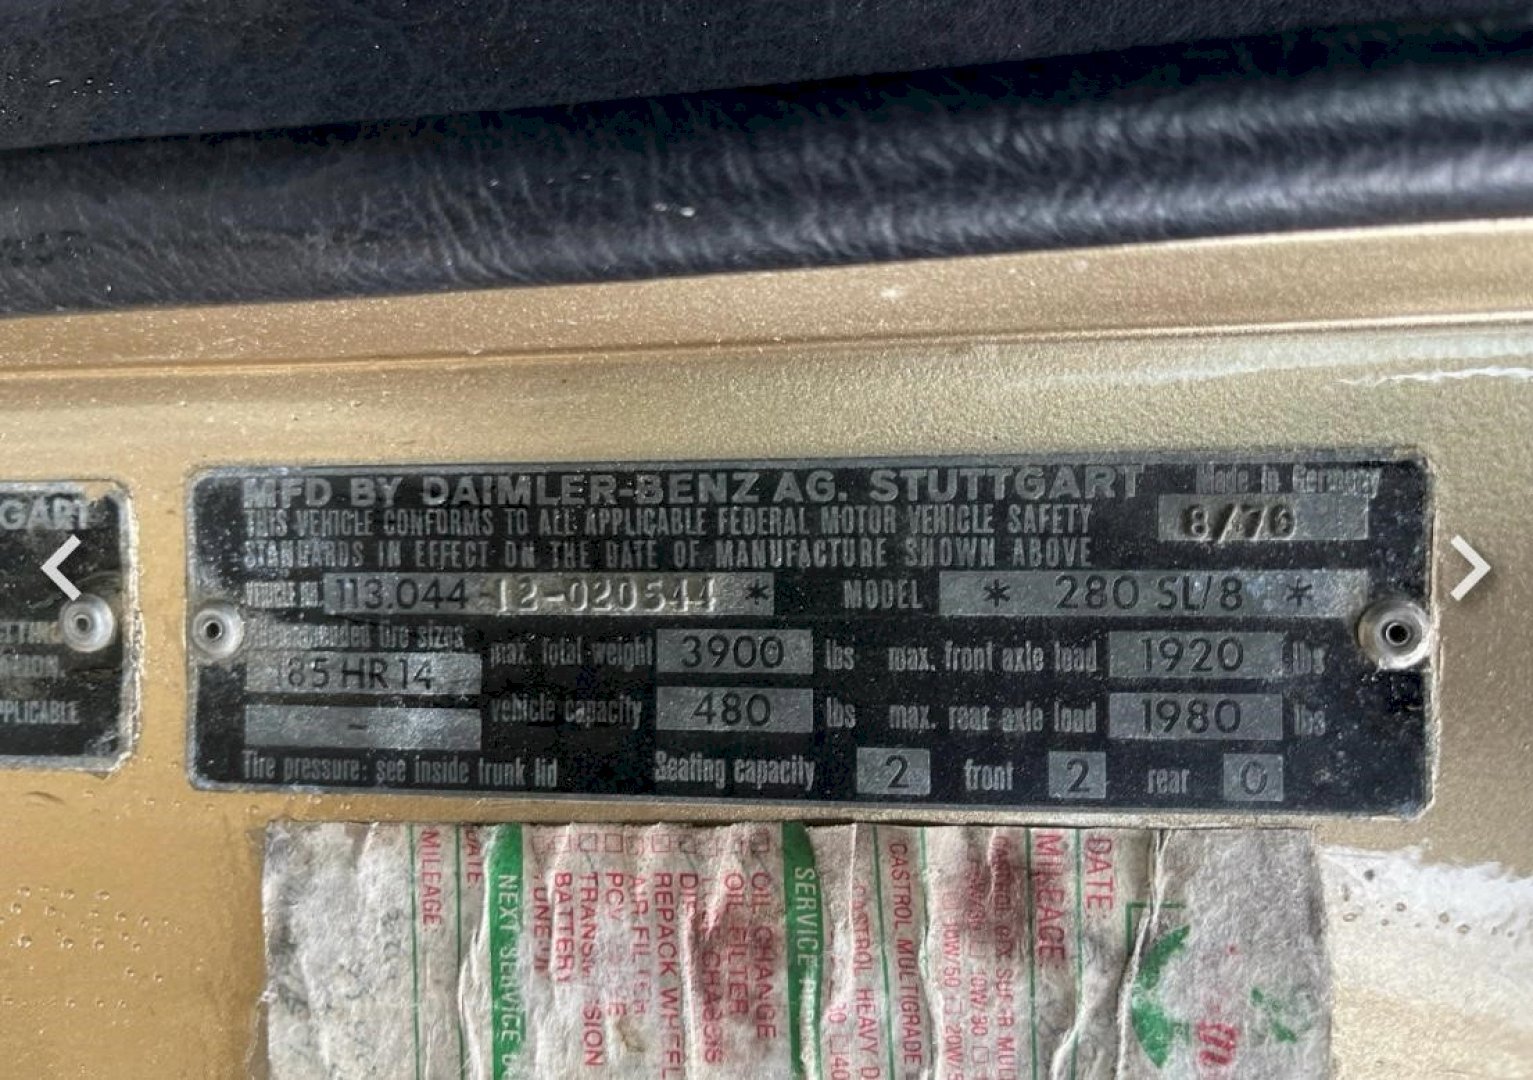 MFD BY DAIMLER-BENZ AG. STUTTGART
Made in Germany
THIS VEHICLE CONFORMS TO ALL APPLICABLE FEDERAL MOTOR VEHICLE SAFETY
8/70
STANDARDS IN EFFECT ON THE DATE OF MANUFACTURE SHOWN ABOVE
VEHICLE 113.044-12-020544 * MODEL * 280 SL/8 *
Recommended tire sizes
185 HR 14
max. total weight 3900 lbs max. front axle load 1920 lbs
-
vehicle capacity 480 lbs max. rear axle load 1980 lbs
Tire pressure: see inside trunk lid Seating capacity 2 front 2 rear 0
GART
PLICABLE
DATE
MILEAGE
CASTROL MULTIGRADE
CASTROL HEAVY D
SERVICE
OIL CHANGE
OIL FILTER
REPACK WHEEL
AIR FILTER
BATTERY
NEXT SERVICE
DATE
MILEAGE